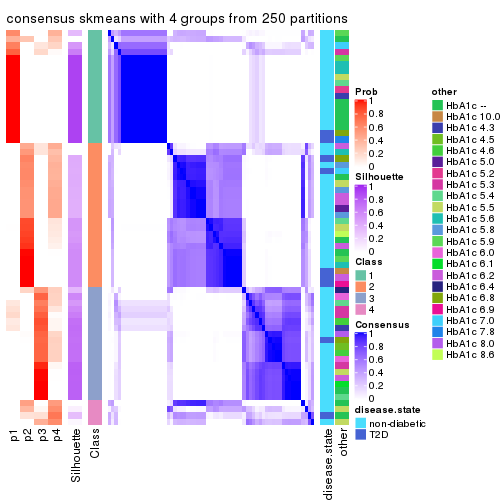 consensus skmeans with 4 groups from 250 partitions
Prob
1
0.8
0.6
0.4
0.2
0
Silhouette
1
0.8
0.6
0.4
0.2
0
Class
1
2
3
4
Consensus
1
0.8
0.6
0.4
0.2
0
disease.state
non-diabetic
T2D
other
HbA1c --
HbA1c 10.0
HbA1c 4.3
HbA1c 4.5
HbA1c 4.6
HbA1c 5.0
HbA1c 5.2
HbA1c 5.3
HbA1c 5.4
HbA1c 5.5
HbA1c 5.6
HbA1c 5.8
HbA1c 5.9
HbA1c 6.0
HbA1c 6.1
HbA1c 6.2
HbA1c 6.4
HbA1c 6.8
HbA1c 6.9
HbA1c 7.0
HbA1c 7.8
HbA1c 8.0
HbA1c 8.6
p1
p2
p3
p4
Silhouette
Class
disease.state
other